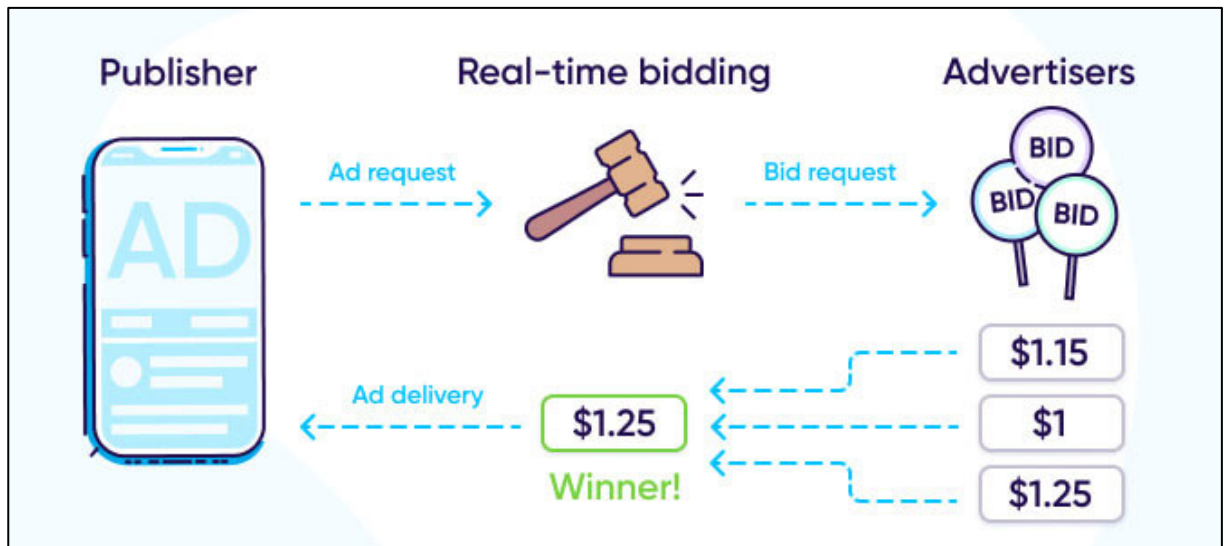 Publisher
Real-time bidding
Advertisers
AD
Ad request
Bid request
BID
BID
BID
$1.15
Ad delivery
$1.25
$1
Winner!
$1.25